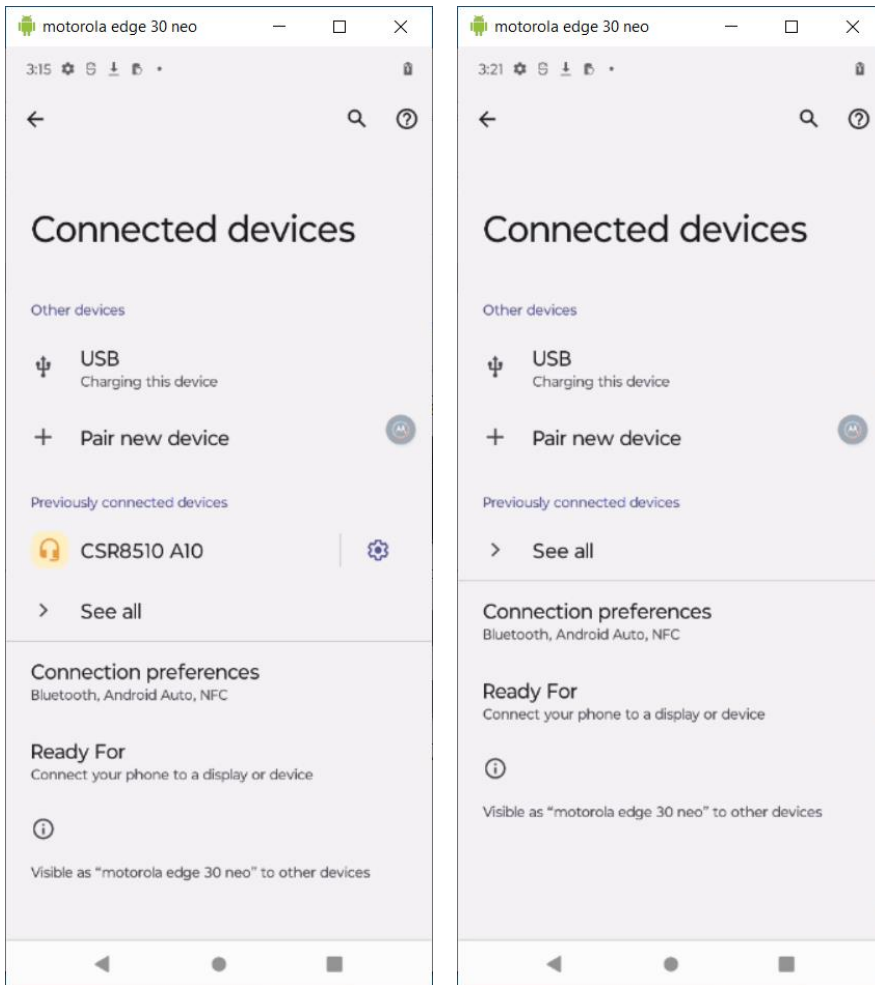 motorola edge 30 neo
3:15
Connected devices
Other devices
USB
Charging this device
Pair new device
Previously connected devices
CSR8510 A10
See all
Connection preferences
Bluetooth, Android Auto, NFC
Ready For
Connect your phone to a display or device
Visible as “motorola edge 30 neo” to other devices
motorola edge 30 neo
3:21
Connected devices
Other devices
USB
Charging this device
Pair new device
Previously connected devices
See all
Connection preferences
Bluetooth, Android Auto, NFC
Ready For
Connect your phone to a display or device
Visible as “motorola edge 30 neo” to other devices